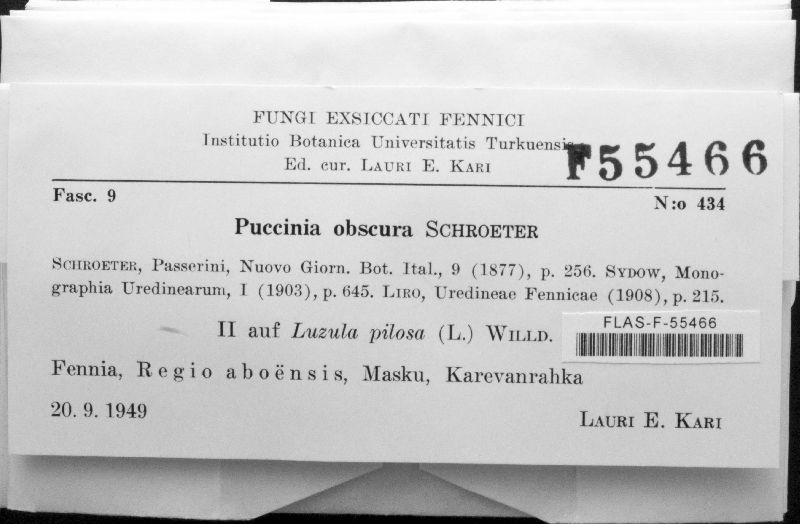 FUNGI EXSICCATI FENNICI
Institutio Botanica Universitatis Turkuensis
Ed. cur. LAURI E. KARI
F55466
Fasc. 9
N:o 434
Puccinia obscura SCHROETER
SCHROETER, Passerini, Nuovo Giorn. Bot. Ital., 9 (1877), p. 256. SYDOW, Mono-
graphia Uredinearum, I (1903), p. 645. LIRO, Uredineae Fennicae (1908), p. 215.
II auf Luzula pilosa (L.) WILLD.
FLAS-F-55466
Fennia, Regio aboënsis, Masku, Karevanrahka
20. 9. 1949
LAURI E. KARI